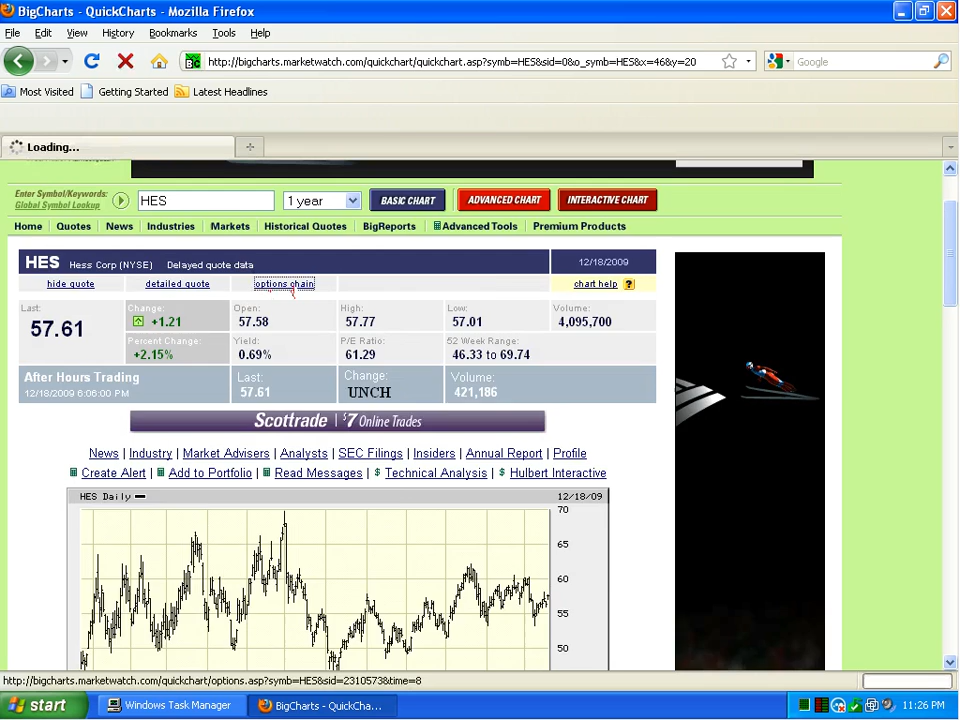 BigCharts - QuickCharts - Mozilla Firefox
File Edit View History Bookmarks Tools Help
http://bigcharts.marketwatch.com/quickchart/quickchart.asp?symb=HES&sid=0&o_symb=HES&x=46&y=20
Google
Most Visited Getting Started Latest Headlines
Loading...
Enter Symbol/Keywords:
Global Symbol Lookup
HES 1 year BASIC CHART ADVANCED CHART INTERACTIVE CHART
Home Quotes News Industries Markets Historical Quotes BigReports Advanced Tools Premium Products
HES Hess Corp (NYSE) Delayed quote data 12/18/2009
hide quote detailed quote options chain chart help ?
Last: Change: Open: High: Low: Volume:
57.61 +1.21 57.58 57.77 57.01 4,095,700
Percent Change: Yield: P/E Ratio: 52 Week Range:
+2.15% 0.69% 61.29 46.33 to 69.74
After Hours Trading Last: Change: Volume:
12/18/2009 6:06:00 PM 57.61 UNCH 421,186
Scottrade | $7 Online Trades
News | Industry | Market Advisers | Analysts | SEC Filings | Insiders | Annual Report | Profile
Create Alert | Add to Portfolio | Read Messages | $ Technical Analysis | $ Hulbert Interactive
HES Daily 12/18/09
70
65
60
55
50
http://bigcharts.marketwatch.com/quickchart/options.asp?symb=HES&sid=2310573&time=8
start Windows Task Manager BigCharts - QuickCha... 11:26 PM